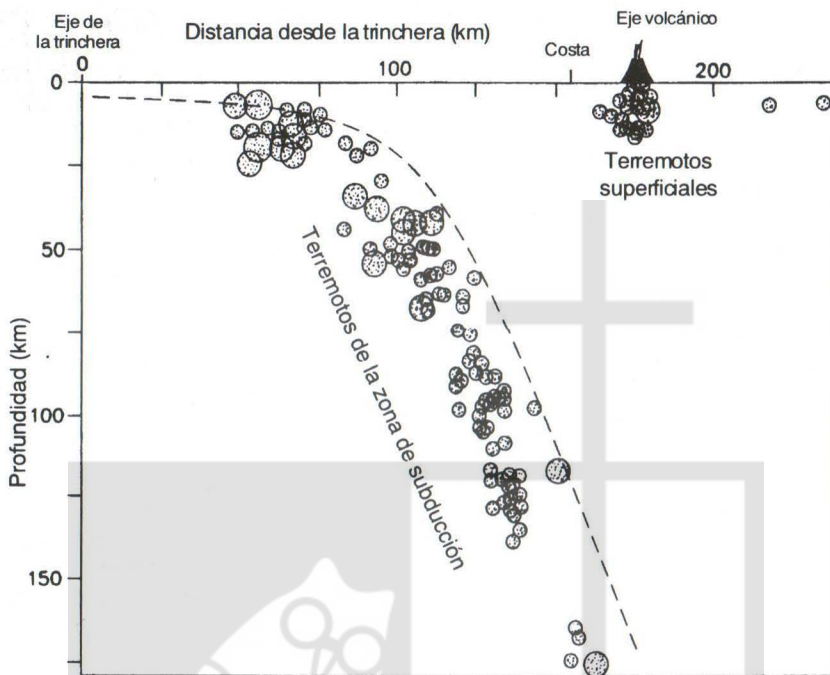 Eje de
la trinchera
Distancia desde la trinchera (km)
Costa
Eje volcánico
0
100
200
0
50
100
150
Profundidad (km)
Terremotos
superficiales
Terremotos de la zona de subducción